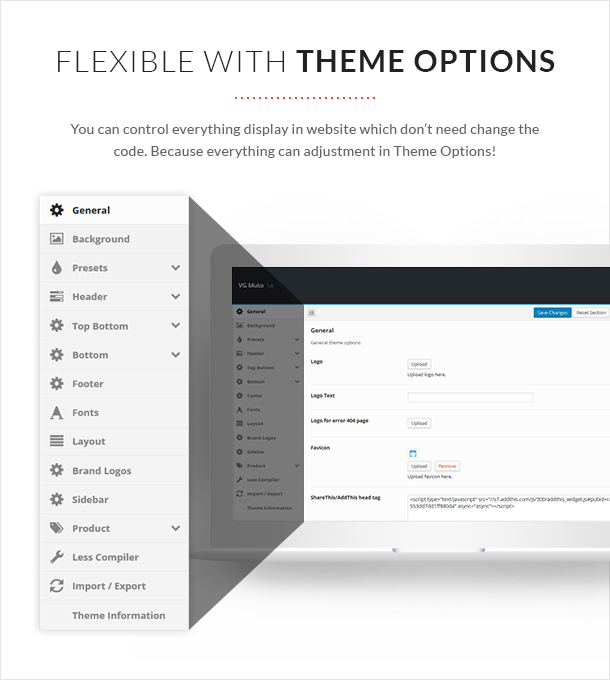 FLEXIBLE WITH THEME OPTIONS
You can control everything display in website which don't need change the
code. Because everything can adjustment in Theme Options!
General
Background
Presets
Header
Top Bottom
Bottom
Footer
Fonts
Layout
Brand Logos
Sidebar
Product
Less Compiler
Import / Export
Theme Information
VG Muto 1.0
General
Background
Presets
Header
Top Bottom
Bottom
Footer
Fonts
Layout
Brand Logos
Sidebar
Product
Less Compiler
Import / Export
Theme Information
Save Changes Reset Section
General
General theme options
Logo
Upload
Upload logo here.
Logo Text
Logo for error 404 page
Upload
Favicon
Upload Remove
Upload favicon here.
ShareThis/AddThis head tag
<script type="text/javascript" src="//s7.addthis.com/js/300/addthis_widget.js#pubid=ra
async="async"></script>